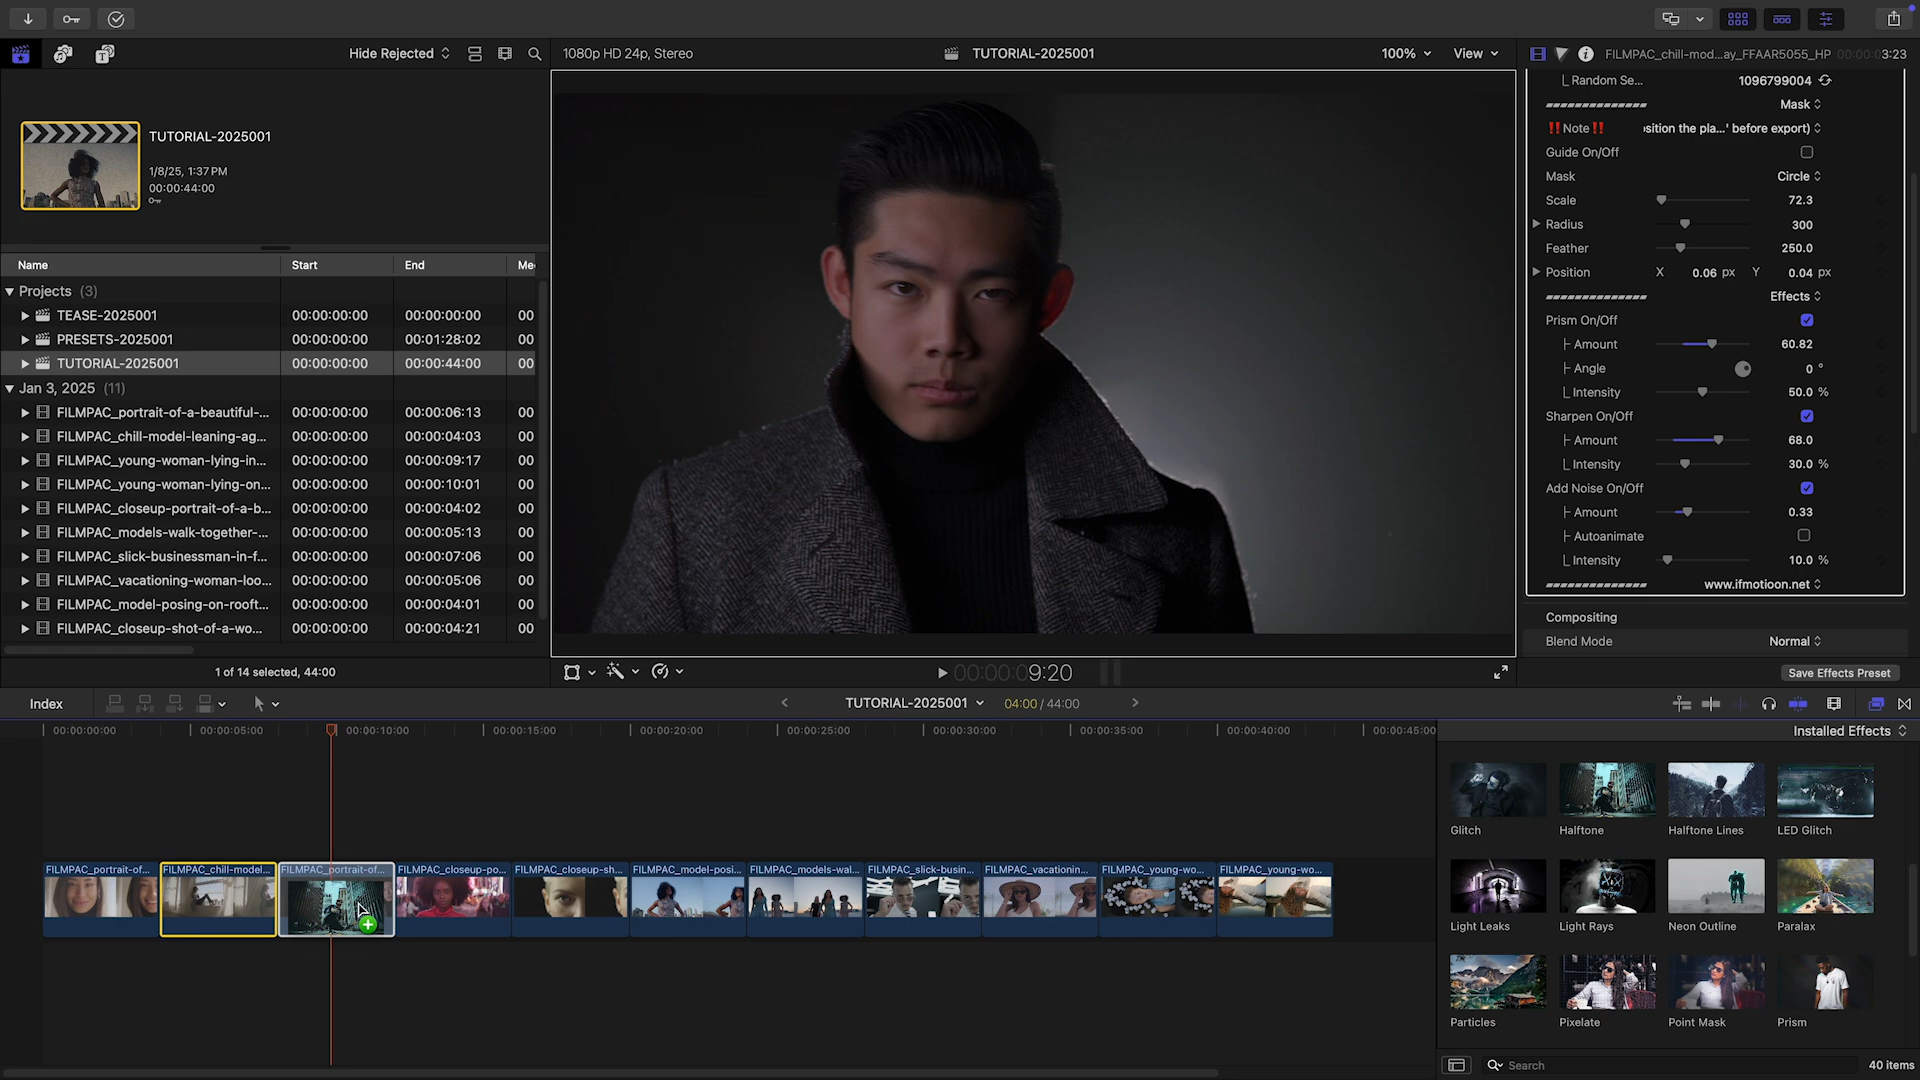 Hide Rejected
1080p HD 24p, Stereo
TUTORIAL-2025001
100%
View
FILMPAC_chill-mod...ay_FFAAR5055_HP
00:00:03:23
TUTORIAL-2025001
1/8/25, 1:37 PM
00:00:44:00
Random Se...
1096799004
Mask
‼️Note‼️
sition the pla...' before export)
Guide On/Off
Mask
Circle
Scale
72.3
Radius
300
Feather
250.0
Position
X
0.06 px
Y
0.04 px
Effects
Prism On/Off
Amount
60.82
Angle
0 °
Intensity
50.0 %
Sharpen On/Off
Amount
68.0
Intensity
30.0 %
Add Noise On/Off
Amount
0.33
Autoanimate
Intensity
10.0 %
www.ifmotioon.net
Compositing
Blend Mode
Normal
Save Effects Preset
Name
Start
End
Me
Projects (3)
TEASE-2025001
00:00:00:00
00:00:00:00
00
PRESETS-2025001
00:00:00:00
00:01:28:02
00
TUTORIAL-2025001
00:00:00:00
00:00:44:00
00
Jan 3, 2025 (11)
FILMPAC_portrait-of-a-beautiful-...
00:00:00:00
00:00:06:13
00
FILMPAC_chill-model-leaning-ag...
00:00:00:00
00:00:04:03
00
FILMPAC_young-woman-lying-in...
00:00:00:00
00:00:09:17
00
FILMPAC_young-woman-lying-on...
00:00:00:00
00:00:10:01
00
FILMPAC_closeup-portrait-of-a-b...
00:00:00:00
00:00:04:02
00
FILMPAC_models-walk-together-...
00:00:00:00
00:00:05:13
00
FILMPAC_slick-businessman-in-f...
00:00:00:00
00:00:07:06
00
FILMPAC_vacationing-woman-loo...
00:00:00:00
00:00:05:06
00
FILMPAC_model-posing-on-rooft...
00:00:00:00
00:00:04:01
00
FILMPAC_closeup-shot-of-a-wo...
00:00:00:00
00:00:04:21
00
1 of 14 selected, 44:00
00:00:09:20
Index
TUTORIAL-2025001
04:00 / 44:00
00:00:00:00
00:00:05:00
00:00:10:00
00:00:15:00
00:00:20:00
00:00:25:00
00:00:30:00
00:00:35:00
00:00:40:00
00:00:45:00
FILMPAC_portrait-of...
FILMPAC_chill-model...
FILMPAC_portrait-of...
FILMPAC_closeup-po...
FILMPAC_closeup-sh...
FILMPAC_model-posi...
FILMPAC_models-wal...
FILMPAC_slick-busin...
FILMPAC_vacationin...
FILMPAC_young-wo...
FILMPAC_young-wo...
Installed Effects
Glitch
Halftone
Halftone Lines
LED Glitch
Light Leaks
Light Rays
Neon Outline
Paralax
Particles
Pixelate
Point Mask
Prism
Search
40 items